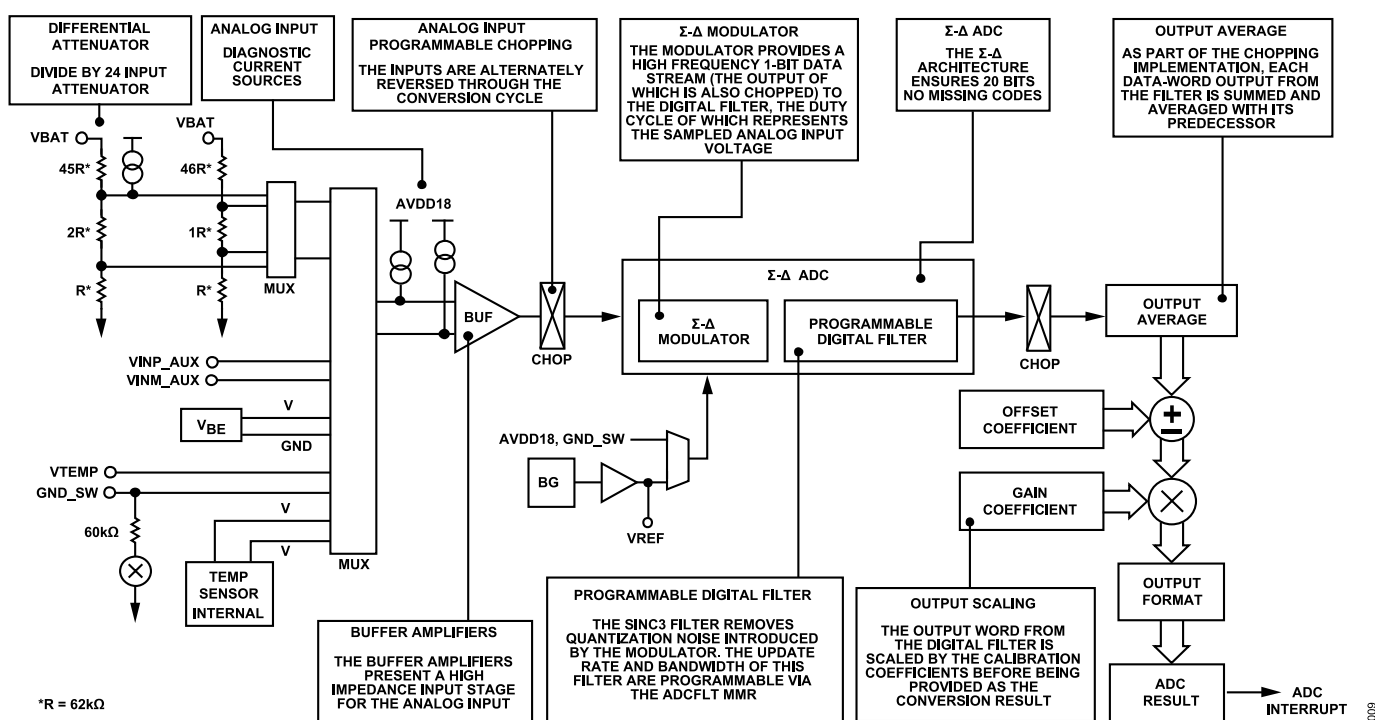 DIFFERENTIAL
ATTENUATOR
DIVIDE BY 24 INPUT
ATTENUATOR
ANALOG INPUT
DIAGNOSTIC
CURRENT
SOURCES
ANALOG INPUT
PROGRAMMABLE CHOPPING
THE INPUTS ARE ALTERNATELY
REVERSED THROUGH THE
CONVERSION CYCLE
Σ-Δ MODULATOR
THE MODULATOR PROVIDES A
HIGH FREQUENCY 1-BIT DATA
STREAM (THE OUTPUT OF
WHICH IS ALSO CHOPPED) TO
THE DIGITAL FILTER, THE DUTY
CYCLE OF WHICH REPRESENTS
THE SAMPLED ANALOG INPUT
VOLTAGE
Σ-Δ ADC
THE Σ-Δ
ARCHITECTURE
ENSURES 20 BITS
NO MISSING CODES
OUTPUT AVERAGE
AS PART OF THE CHOPPING
IMPLEMENTATION, EACH
DATA-WORD OUTPUT FROM
THE FILTER IS SUMMED AND
AVERAGED WITH ITS
PREDECESSOR
VBAT
VBAT
45R*
46R*
2R*
1R*
R*
R*
MUX
AVDD18
BUF
CHOP
Σ-Δ ADC
Σ-Δ
MODULATOR
PROGRAMMABLE
DIGITAL FILTER
CHOP
OUTPUT
AVERAGE
VINP_AUX
VINM_AUX
VBE
V
GND
VTEMP
GND_SW
60kΩ
V
V
TEMP
SENSOR
INTERNAL
MUX
AVDD18, GND_SW
BG
VREF
OFFSET
COEFFICIENT
+
–
GAIN
COEFFICIENT
OUTPUT
FORMAT
ADC
RESULT
ADC
INTERRUPT
BUFFER AMPLIFIERS
THE BUFFER AMPLIFIERS
PRESENT A HIGH
IMPEDANCE INPUT STAGE
FOR THE ANALOG INPUT
PROGRAMMABLE DIGITAL FILTER
THE SINC3 FILTER REMOVES
QUANTIZATION NOISE INTRODUCED
BY THE MODULATOR. THE UPDATE
RATE AND BANDWIDTH OF THIS
FILTER ARE PROGRAMMABLE VIA
THE ADCFLT MMR
OUTPUT SCALING
THE OUTPUT WORD FROM
THE DIGITAL FILTER IS
SCALED BY THE CALIBRATION
COEFFICIENTS BEFORE BEING
PROVIDED AS THE
CONVERSION RESULT
*R = 62kΩ